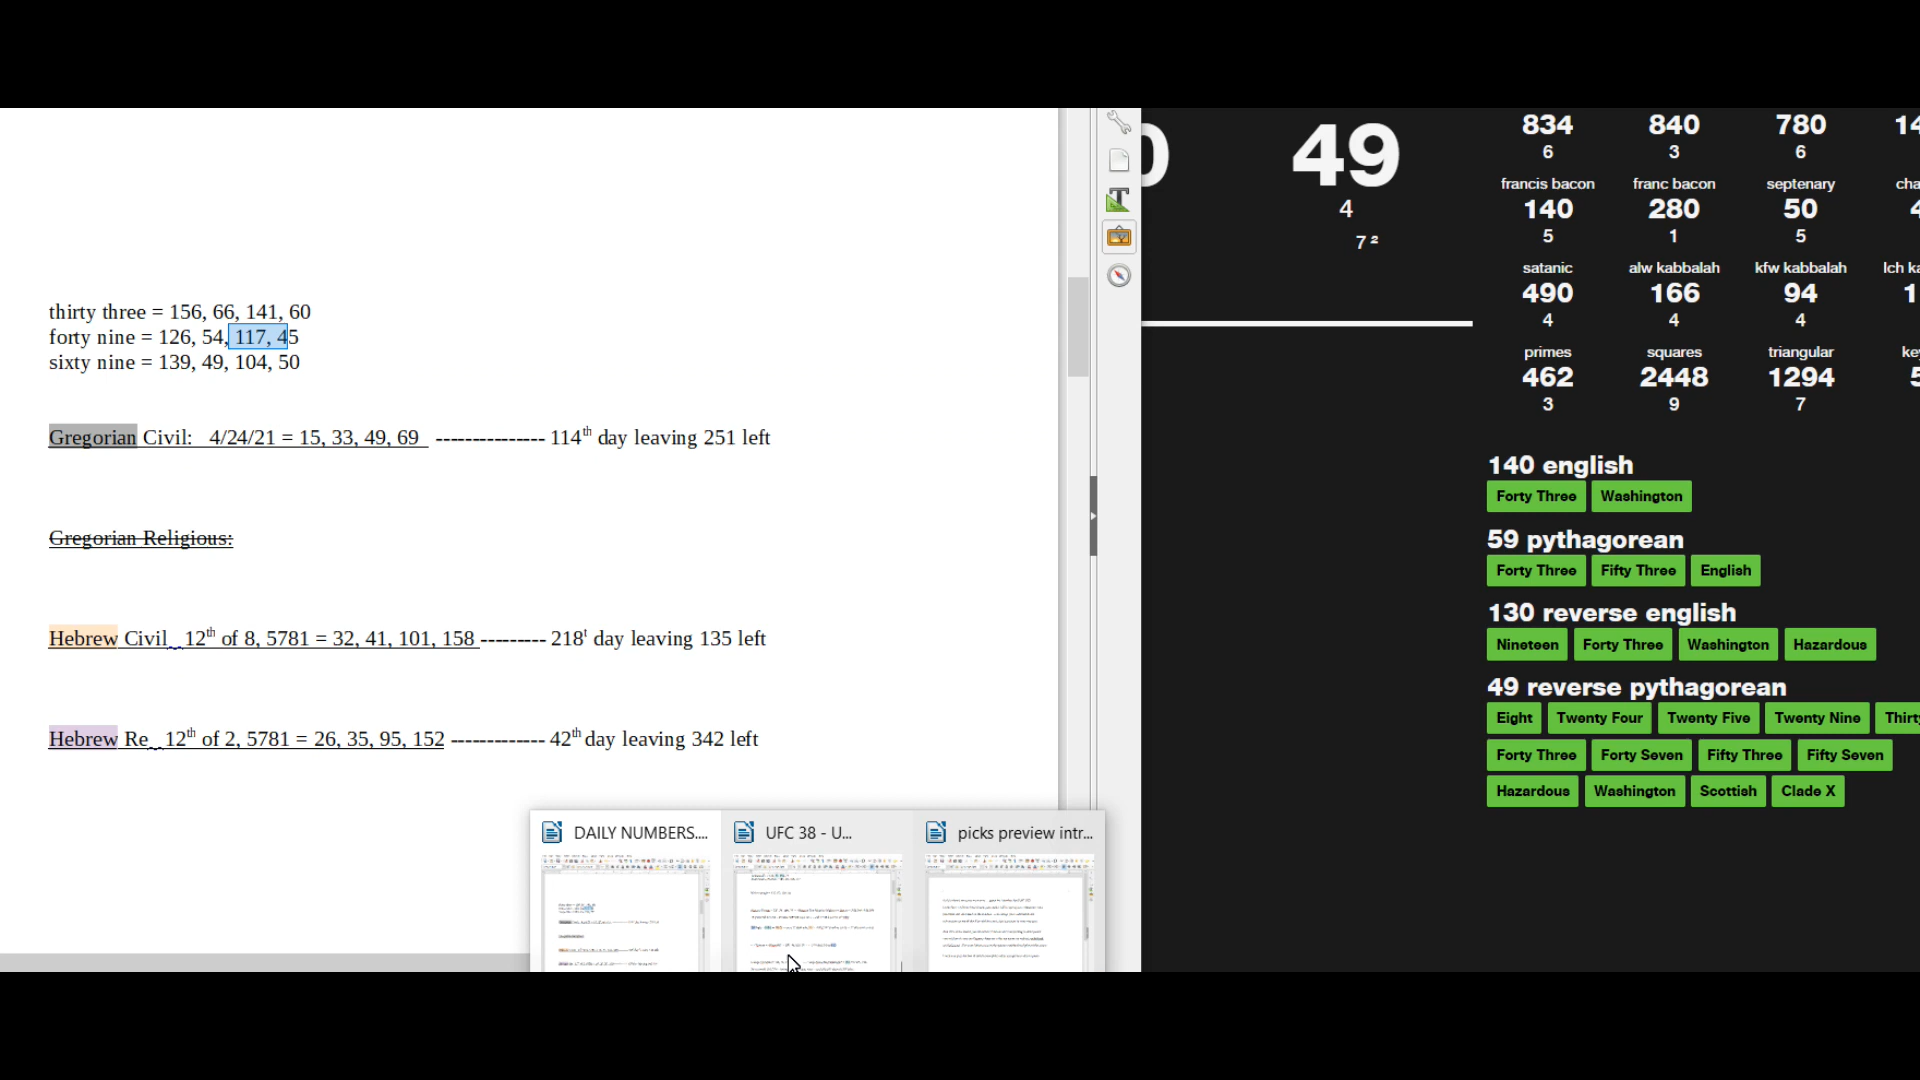 thirty three = 156, 66, 141, 60
forty nine = 126, 54, 117, 45
sixty nine = 139, 49, 104, 50
Gregorian Civil: 4/24/21 = 15, 33, 49, 69 --------------- 114th day leaving 251 left
Gregorian Religious:
Hebrew Civil 12th of 8, 5781 = 32, 41, 101, 158 --------- 218t day leaving 135 left
Hebrew Re 12th of 2, 5781 = 26, 35, 95, 152 ------------- 42th day leaving 342 left
DAILY NUMBERS....
UFC 38 - U...
picks preview intr...
49
4
7²
834 840 780
6 3 6
francis bacon franc bacon septenary
140 280 50
5 1 5
satanic alw kabbalah kfw kabbalah
490 166 94
4 4 4
primes squares triangular
462 2448 1294
3 9 7
140 english
Forty Three Washington
59 pythagorean
Forty Three Fifty Three English
130 reverse english
Nineteen Forty Three Washington Hazardous
49 reverse pythagorean
Eight Twenty Four Twenty Five Twenty Nine
Forty Three Forty Seven Fifty Three Fifty Seven
Hazardous Washington Scottish Clade X